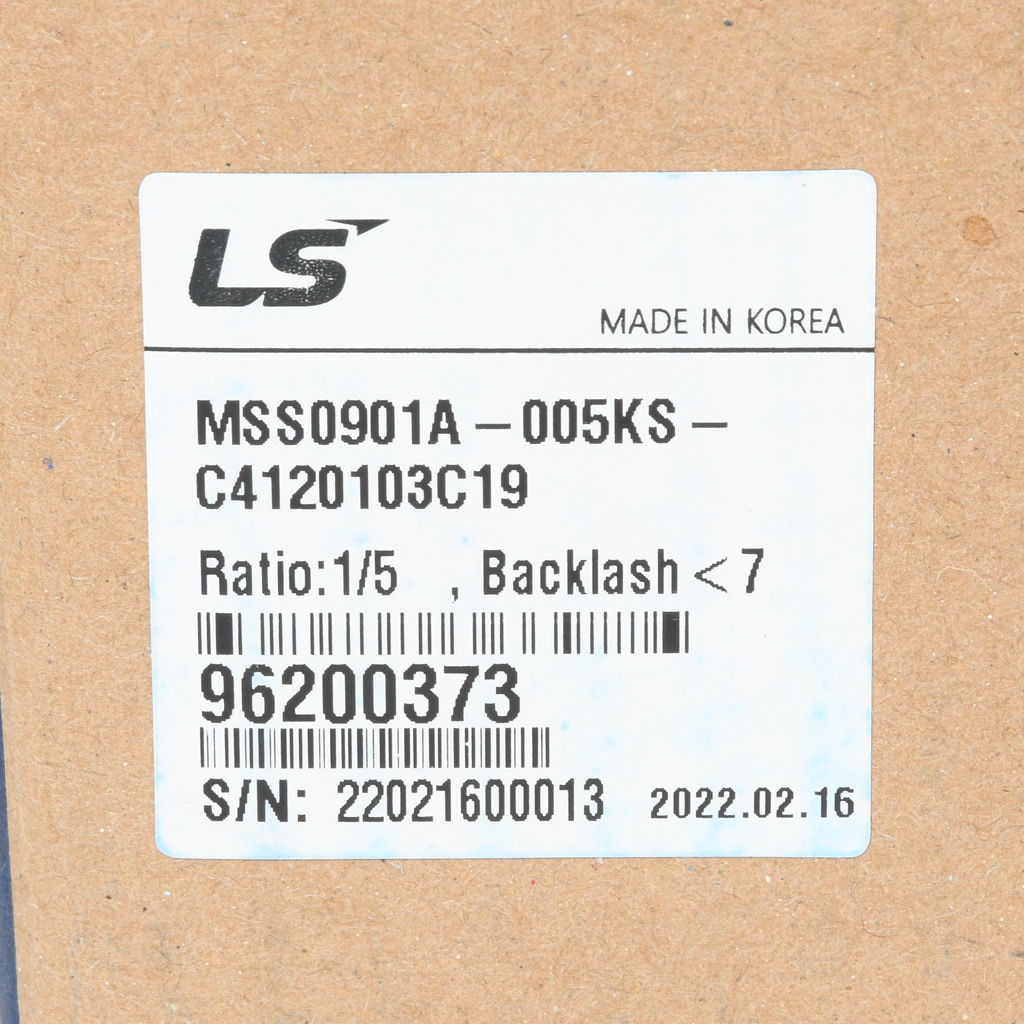 LS
MADE IN KOREA
MSS0901A-005KS-
C4120103C19
Ratio:1/5 , Backlash<7
96200373
S/N: 22021600013 2022.02.16